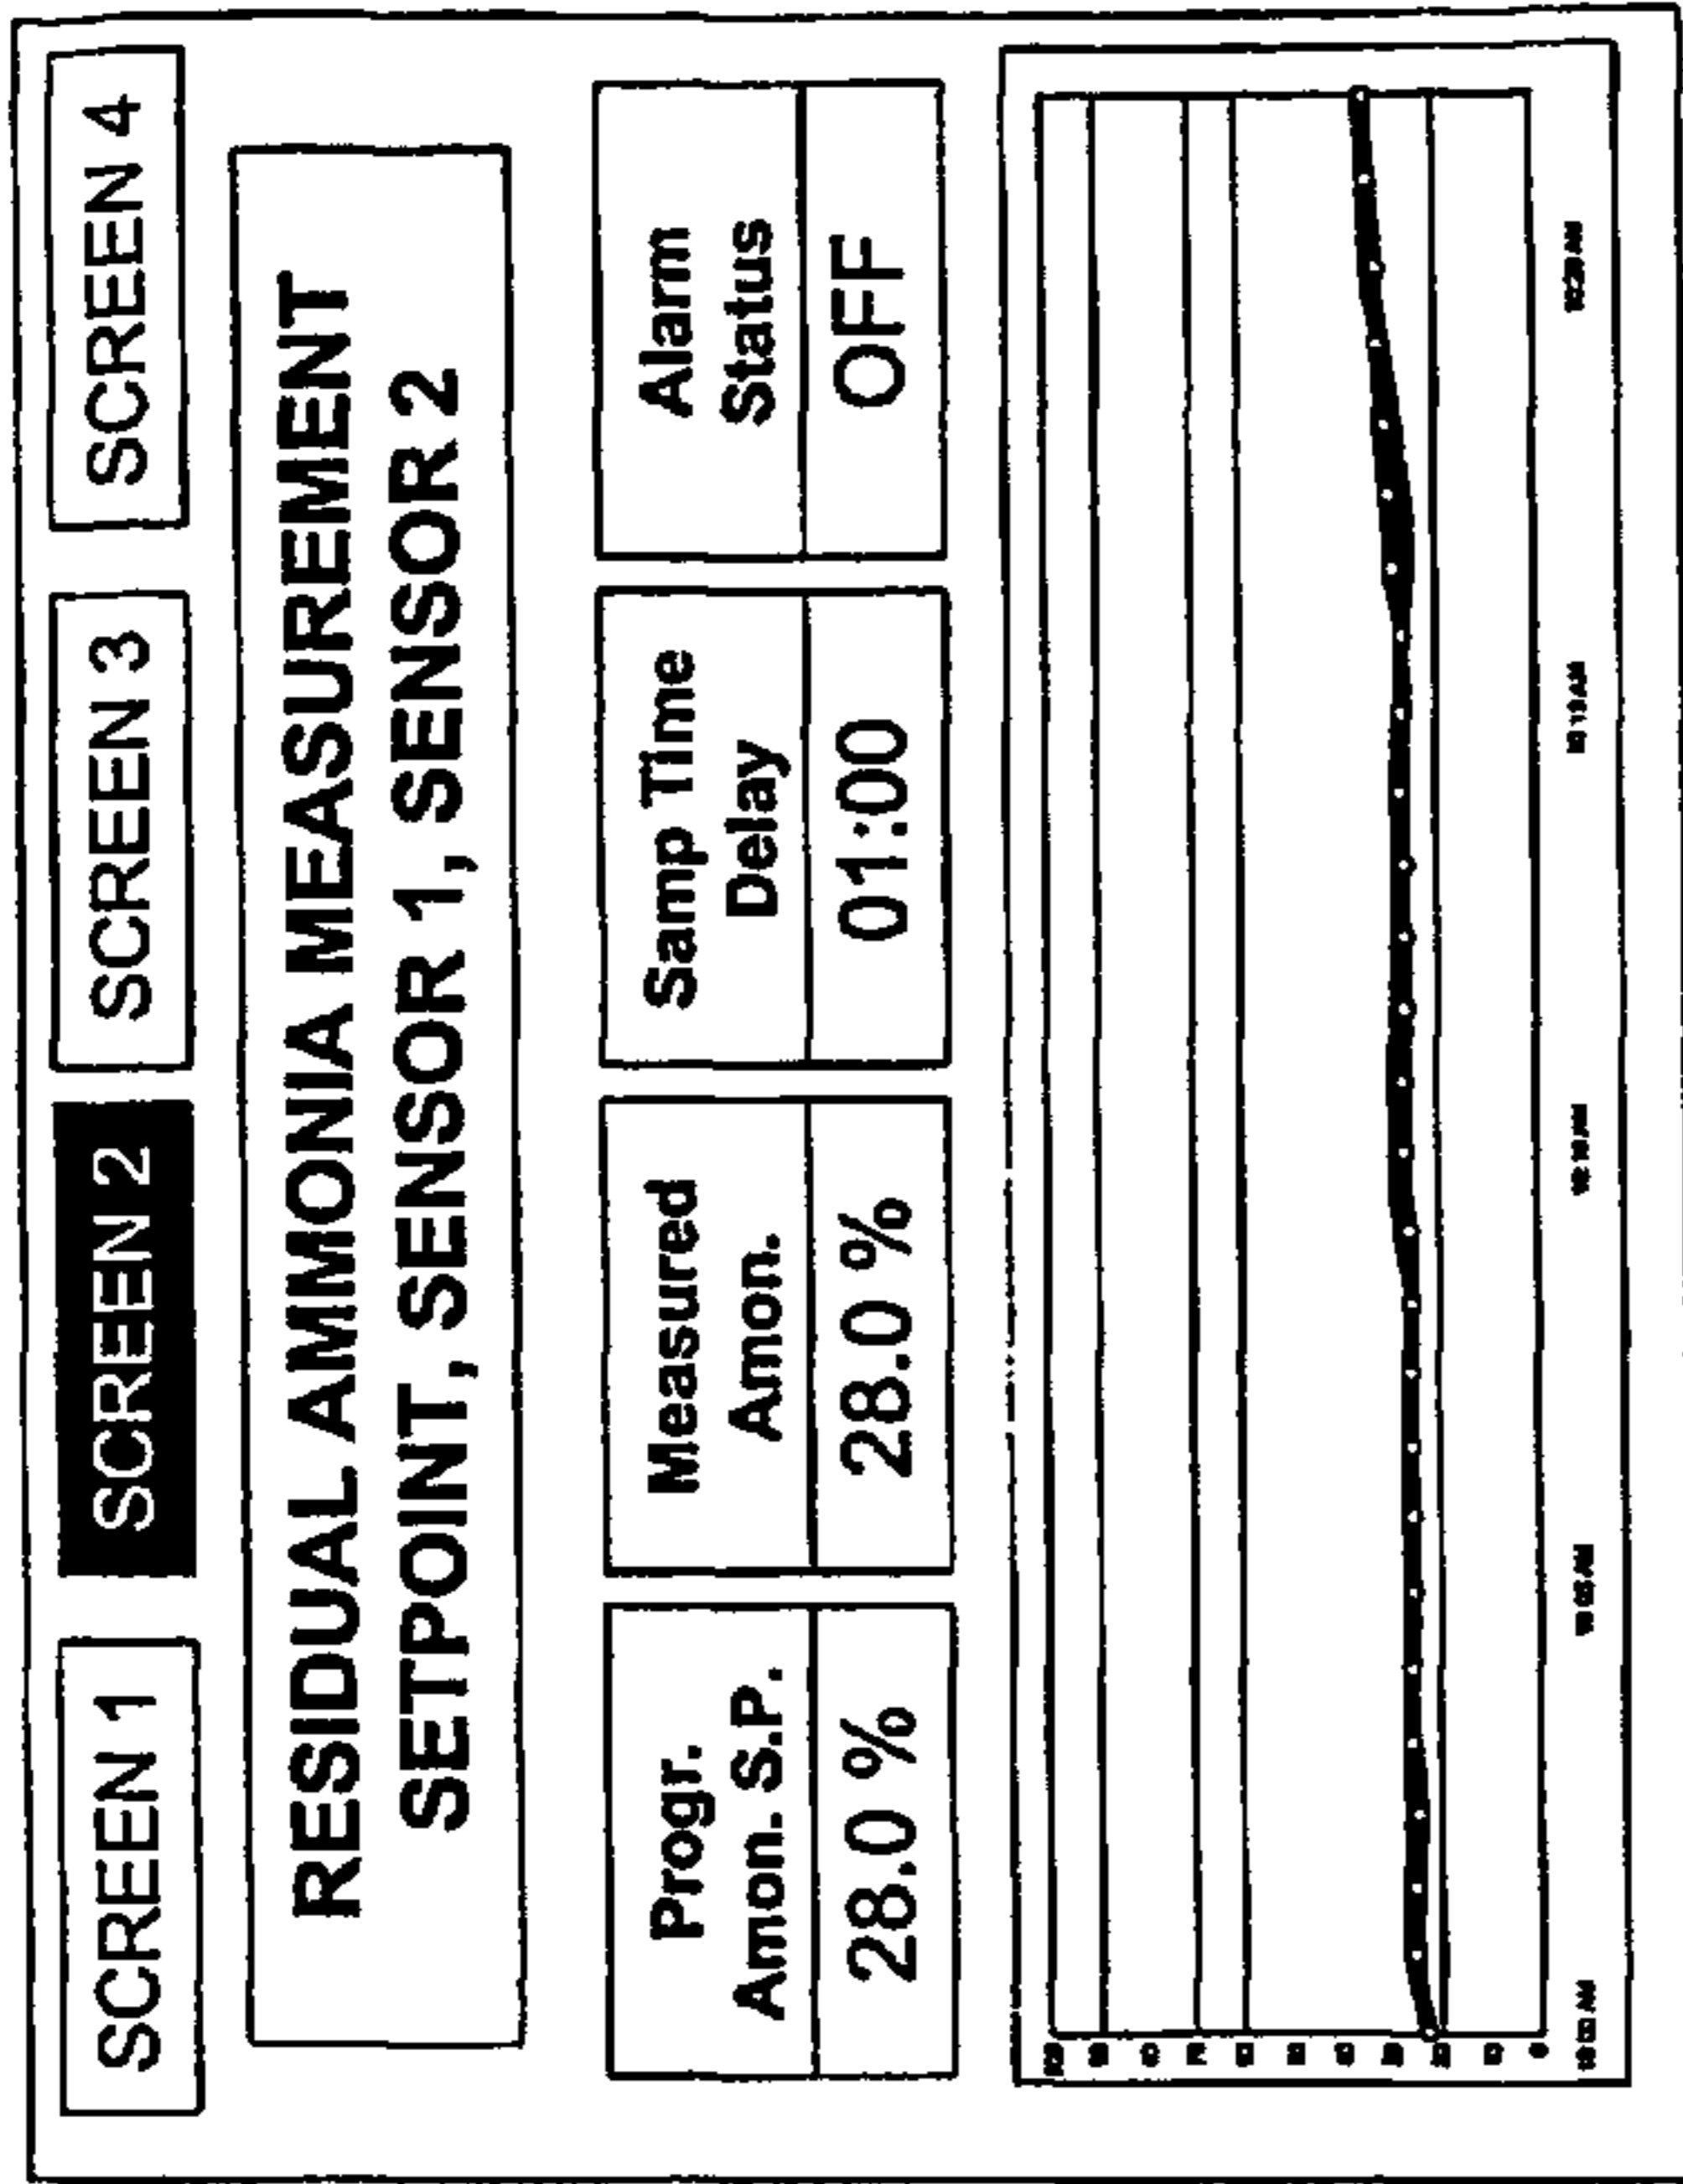 SCREEN 1
SCREEN 2
SCREEN 3
SCREEN 4
RESIDUAL AMMONIA MEASUREMENT
SETPOINT, SENSOR 1, SENSOR 2
Progr.
Amon. S.P.
28.0 %
Measured
Amon.
28.0 %
Samp Time
Delay
01:00
Alarm
Status
OFF